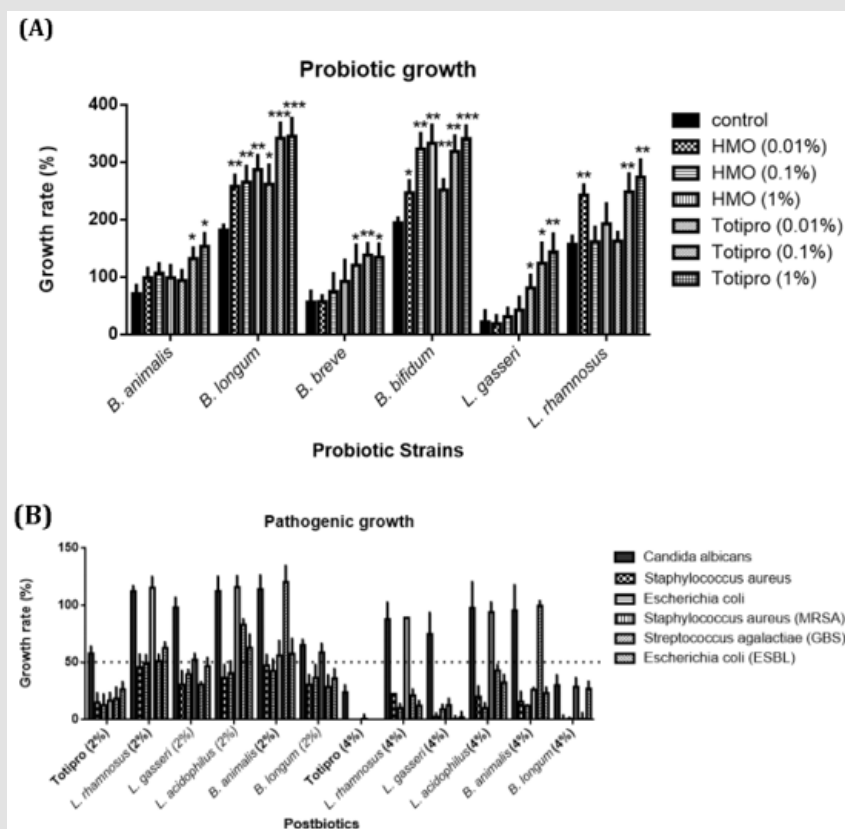 (A)
Probiotic growth
Growth rate (%)
400
300
200
100
0
* * ** ** ** * *** *** * ** * * ** ** ** ** *** * * ** ** ** **
B. animalis
B. longum
B. breve
B. bifidum
L. gasseri
L. rhamnosus
Probiotic Strains
control
HMO (0.01%)
HMO (0.1%)
HMO (1%)
Totipro (0.01%)
Totipro (0.1%)
Totipro (1%)
(B)
Pathogenic growth
Growth rate (%)
150
100
50
0
Totipro (2%)
L. rhamnosus (2%)
L. gasseri (2%)
L. acidophilus (2%)
B. animalis (2%)
B. longum (2%)
Totipro (4%)
L. rhamnosus (4%)
L. gasseri (4%)
L. acidophilus (4%)
B. animalis (4%)
B. longum (4%)
Postbiotics
Candida albicans
Staphylococcus aureus
Escherichia coli
Staphylococcus aureus (MRSA)
Streptococcus agalactiae (GBS)
Escherichia coli (ESBL)